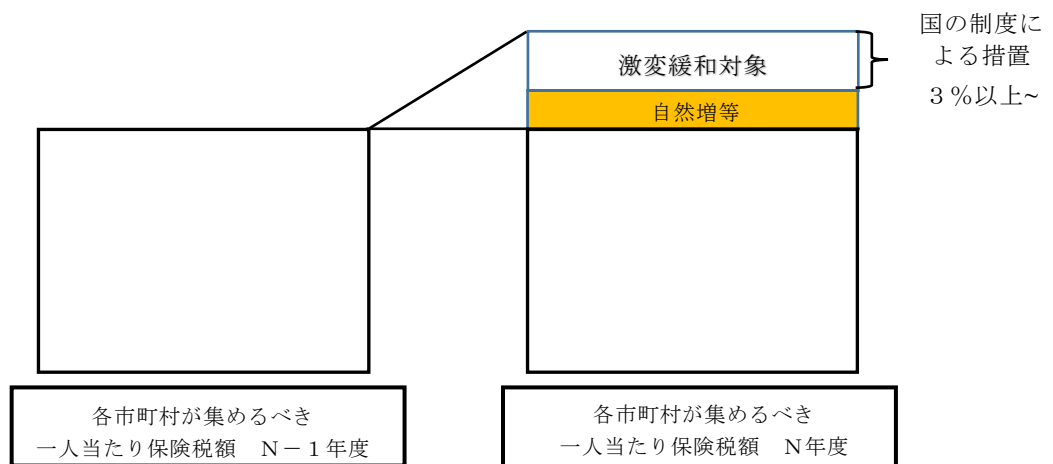 国の制度に
よる措置
３％以上~
激変緩和対象
自然増等
各市町村が集めるべき
一人当たり保険税額　Ｎ－１年度
各市町村が集めるべき
一人当たり保険税額　Ｎ年度